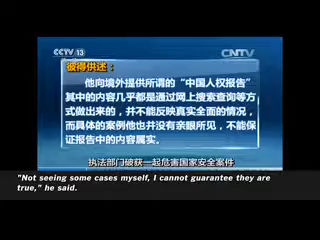 CCTV 13
CNTV
彼得供述：
他向境外提供所谓的“中国人权报告”
其中的内容几乎都是通过网上搜索查询等方
式做出来的，并不能反映真实全面的情况，
而具体的案例他也并没有亲眼所见，不能保
证报告中的内容属实。
执法部门破获一起危害国家安全案件
"Not seeing some cases myself, I cannot guarantee they are
true," he said.